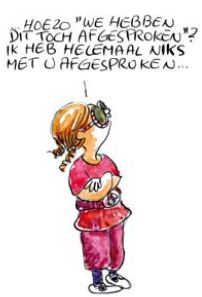 ...HOEZO "WE HEBBEN
DIT TOCH AFGESPROKEN"?
IK HEB HELEMAAL NIKS
MET U AFGESPROKEN...